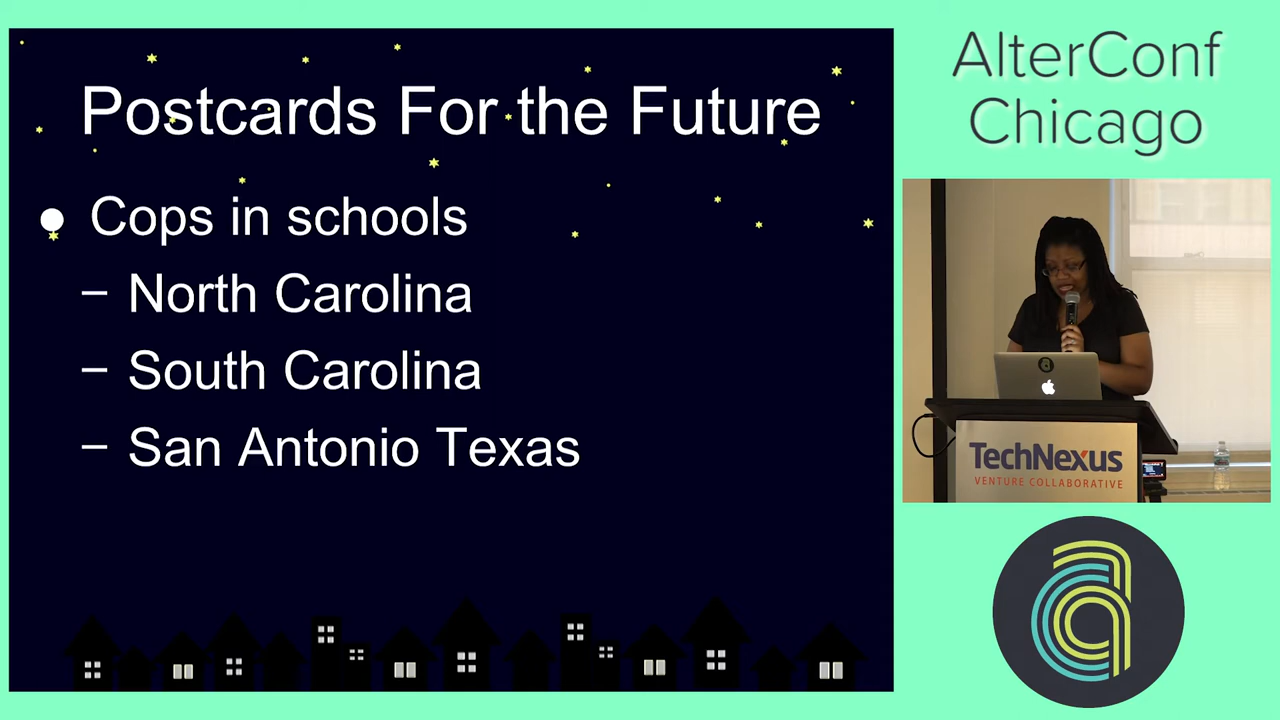 Postcards For the Future
● Cops in schools
– North Carolina
– South Carolina
– San Antonio Texas
AlterConf
Chicago
TechNexus
VENTURE COLLABORATIVE